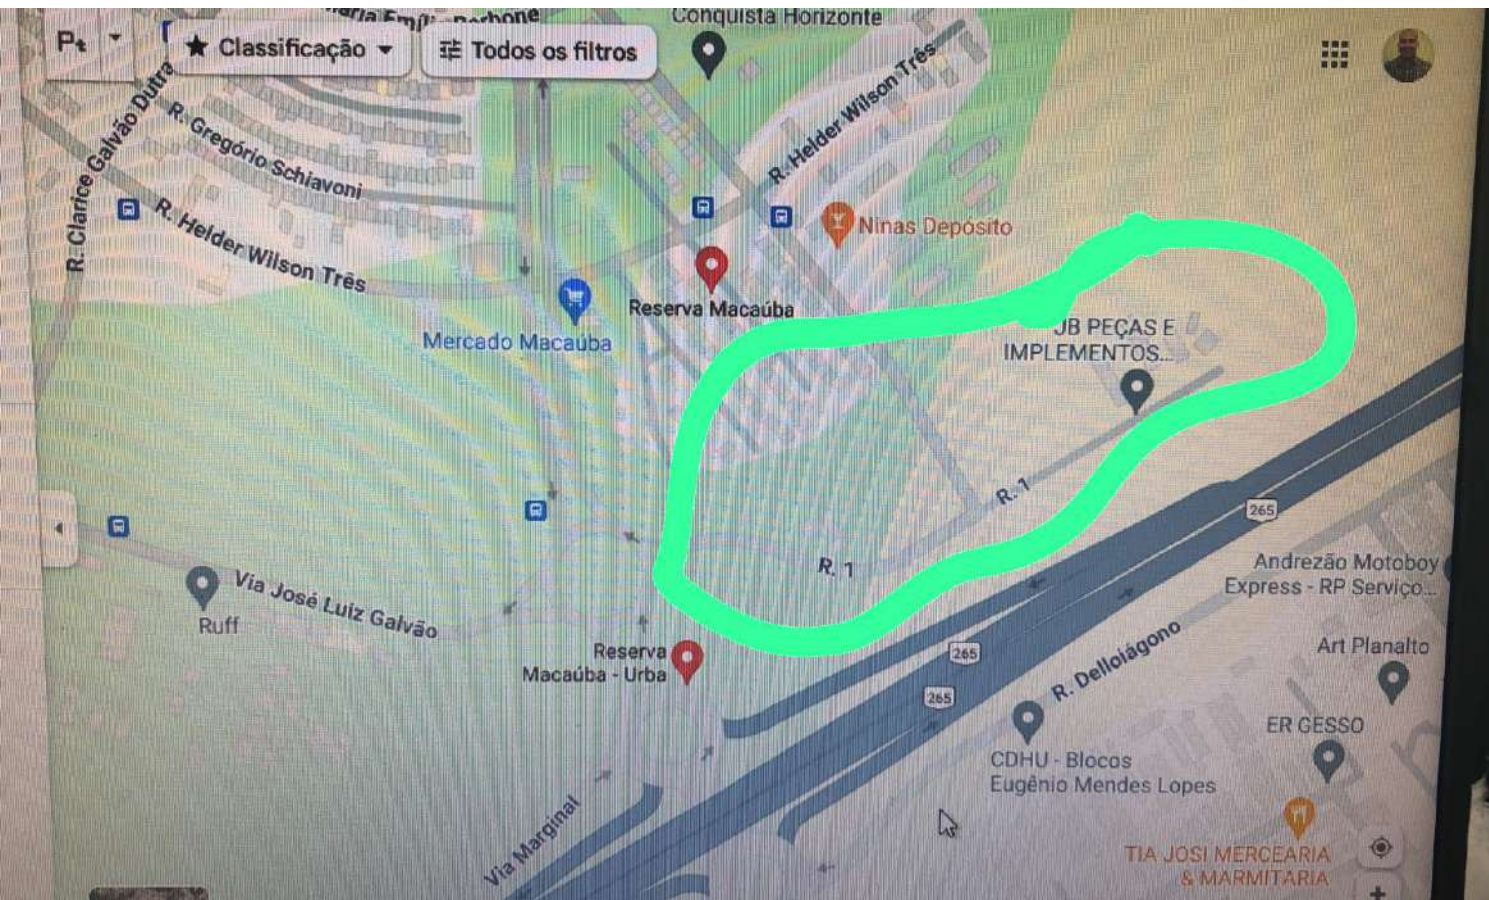 Conquista Horizonte
Classificação
Todos os filtros
R. Clarice Galvão Dutra
R. Gregório Schiavoni
R. Helder Wilson Três
R. Helder Wilson Três
Ninas Depósito
Reserva Macaúba
Mercado Macaúba
JB PEÇAS E
IMPLEMENTOS...
R. 1
R. 1
265
Via José Luiz Galvão
Ruff
Reserva
Macaúba - Urba
265
265
R. Delloiágono
Andrezão Motoboy
Express - RP Serviço...
Art Planalto
ER GESSO
CDHU - Blocos
Eugênio Mendes Lopes
Via Marginal
TIA JOSI MERCEARIA
& MARMITARIA